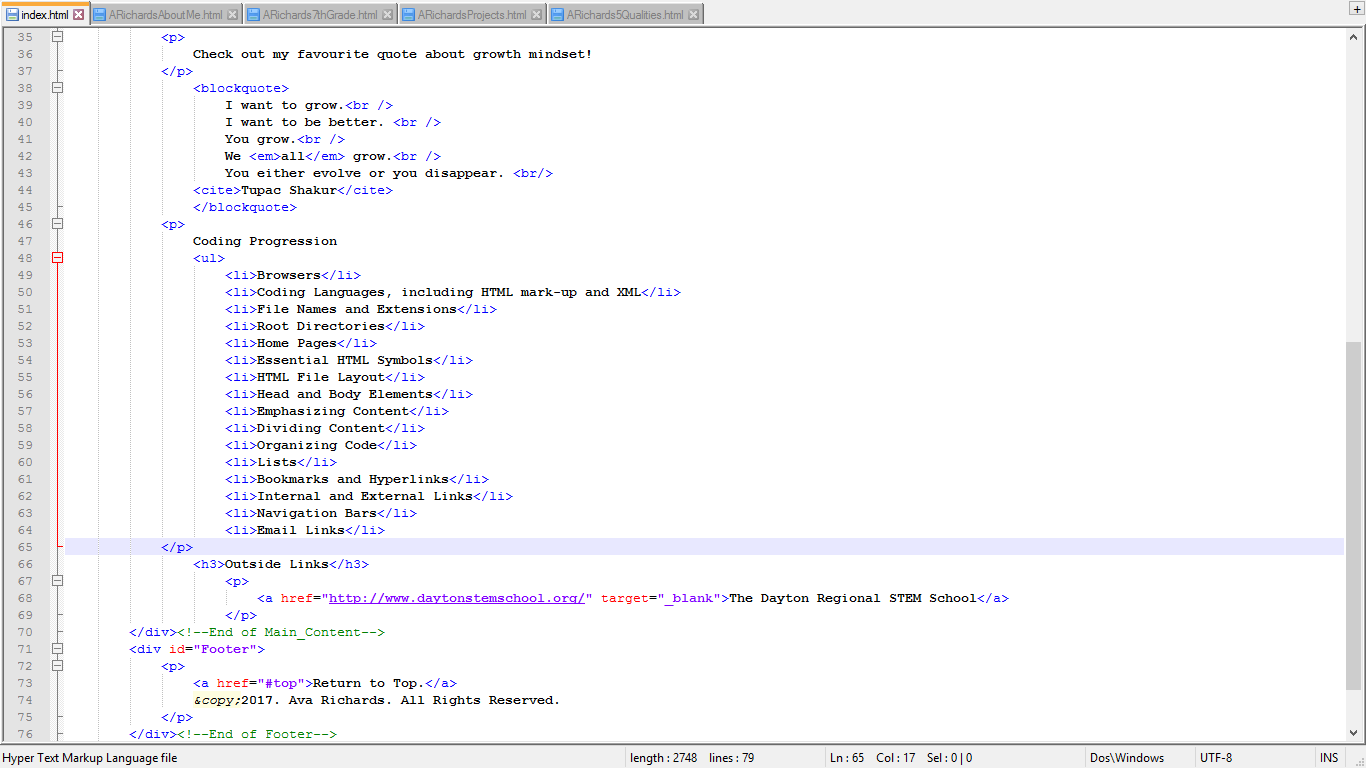 index.html ARichardsAboutMe.html ARichards7thGrade.html ARichardsProjects.html ARichards5Qualities.html
35 <p>
36 Check out my favourite quote about growth mindset!
37 </p>
38 <blockquote>
39 I want to grow.<br />
40 I want to be better. <br />
41 You grow.<br />
42 We <em>all</em> grow.<br />
43 You either evolve or you disappear. <br/>
44 <cite>Tupac Shakur</cite>
45 </blockquote>
46 <p>
47 Coding Progression
48 <ul>
49 <li>Browsers</li>
50 <li>Coding Languages, including HTML mark-up and XML</li>
51 <li>File Names and Extensions</li>
52 <li>Root Directories</li>
53 <li>Home Pages</li>
54 <li>Essential HTML Symbols</li>
55 <li>HTML File Layout</li>
56 <li>Head and Body Elements</li>
57 <li>Emphasizing Content</li>
58 <li>Dividing Content</li>
59 <li>Organizing Code</li>
60 <li>Lists</li>
61 <li>Bookmarks and Hyperlinks</li>
62 <li>Internal and External Links</li>
63 <li>Navigation Bars</li>
64 <li>Email Links</li>
65 </p>
66 <h3>Outside Links</h3>
67 <p>
68 <a href="http://www.daytonstemschool.org/" target="_blank">The Dayton Regional STEM School</a>
69 </p>
70 </div><!--End of Main_Content-->
71 <div id="Footer">
72 <p>
73 <a href="#top">Return to Top.</a>
74 &copy;2017. Ava Richards. All Rights Reserved.
75 </p>
76 </div><!--End of Footer-->
Hyper Text Markup Language file length : 2748 lines : 79 Ln : 65 Col : 17 Sel : 0 | 0 Dos\Windows UTF-8 INS